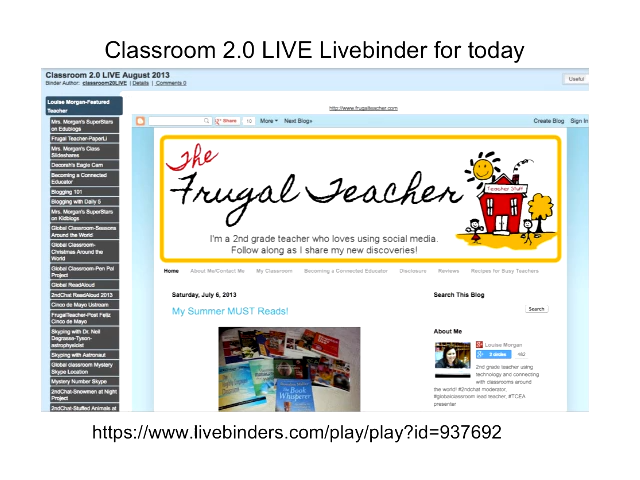 Classroom 2.0 LIVE Livebinder for today
Classroom 2.0 LIVE August 2013
Binder Author: classroom20LIVE | Details | Comments 0
Useful
Louise Morgan-Featured
Teacher
Mrs. Morgan's SuperStars
on Edublogs
Frugal Teacher-PaperLi
Mrs. Morgan's Class
Slideshares
Decorah's Eagle Cam
Becoming a Connected
Educator
Blogging 101
Blogging with Daily 5
Mrs. Morgan's SuperStars
on Kidblogs
Global Classroom-Seasons
Around the World
Global Classroom-
Christmas Around the
World
Global Classroom-Pen Pal
Project
Global ReadAloud
2ndChat ReadAloud 2013
Cinco de Mayo Ustream
FrugalTeacher-Post Feliz
Cinco de Mayo
Skyping with Dr. Neil
Degrasse-Tyson-
astrophysicist
Skyping with Astronaut
Global classroom Mystery
Skype Location
Mystery Number Skype
2ndChat-Snowmen at Night
Project
2ndChat-Stuffed Animals at
http://www.frugalteacher.com
Share
More
Next Blog»
Create Blog
Sign In
The
Frugal Teacher
Teacher Stuff
I'm a 2nd grade teacher who loves using social media.
Follow along as I share my new discoveries!
Home
About Me/Contact Me
My Classroom
Becoming a Connected Educator
Disclosure
Reviews
Recipes for Busy Teachers
Saturday, July 6, 2013
My Summer MUST Reads!
Book
Whisperer
Search This Blog
Search
About Me
Louise Morgan
462
2nd grade teacher using
technology and connecting
with classrooms around
the world! #2ndchat moderator,
#globalclassroom lead teacher, #TCEA
presenter
https://www.livebinders.com/play/play?id=937692